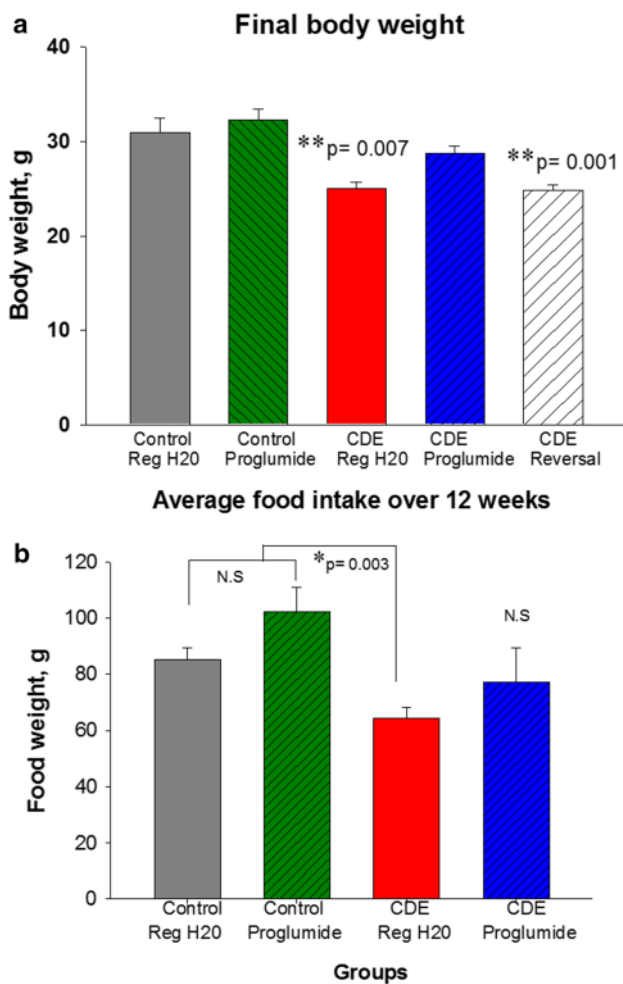 a
Final body weight
40
30
20
10
0
Body weight, g
**p= 0.007
**p= 0.001
Control
Reg H20
Control
Proglumide
CDE
Reg H20
CDE
Proglumide
CDE
Reversal
Average food intake over 12 weeks
b
120
100
80
60
40
20
0
Food weight, g
N.S
*p= 0.003
N.S
Control
Reg H20
Control
Proglumide
CDE
Reg H20
CDE
Proglumide
Groups